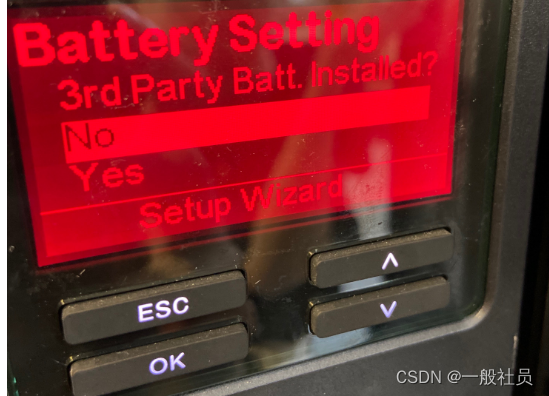 Battery Setting
3rd Party Batt. Installed?
No
Yes
Setup Wizard
ESC
OK
CSDN @一般社员